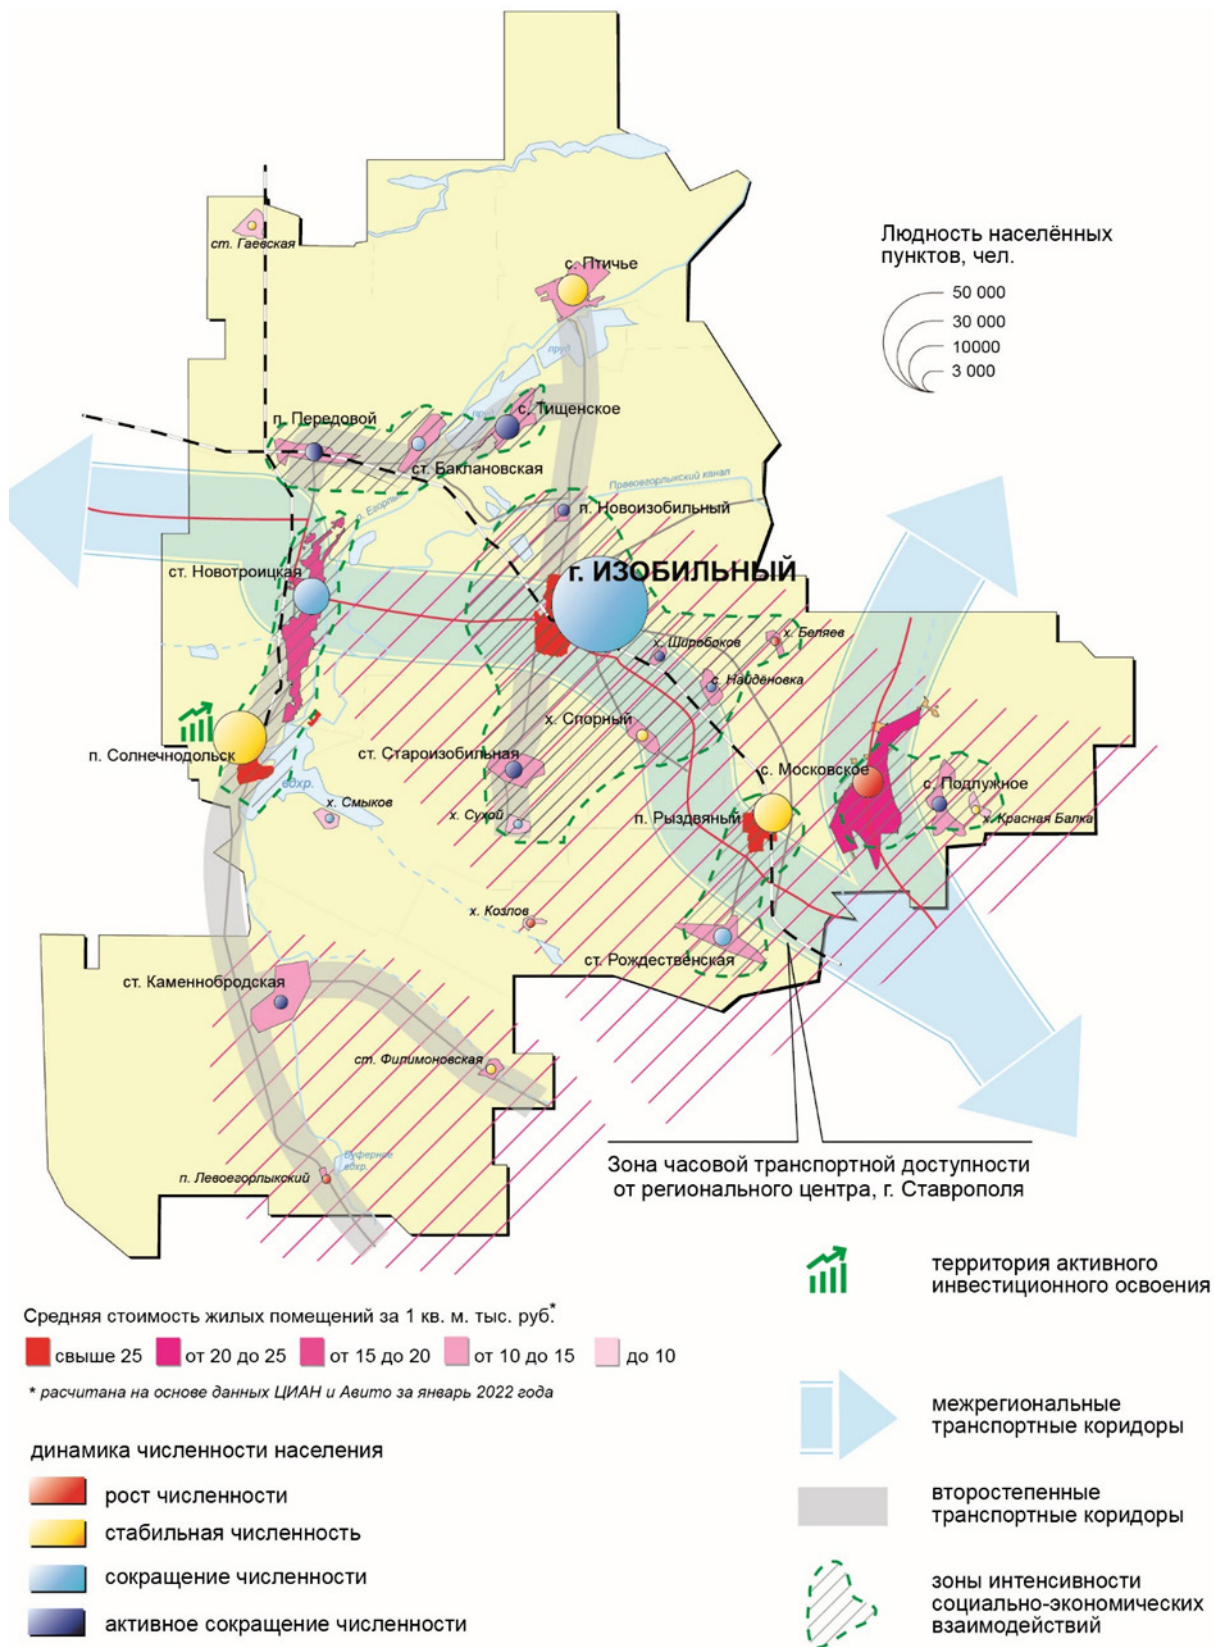 ст. Гаевская
с. Птичье
Людность населённых
пунктов, чел.
50 000
30 000
10000
3 000
пруд
пруд
п. Передовой
с. Тищенское
ст. Баклановская
р. Егорлык
Правоегорлыкский канал
п. Новоизобильный
ст. Новотроицкая
г. ИЗОБИЛЬНЫЙ
х. Широбоков
х. Беляев
с. Найдёновка
х. Спорный
п. Солнечнодольск
ст. Староизобильная
с. Московское
вдхр.
с. Подлужное
х. Смыков
х. Сухой
п. Рыздвяный
х. Красная Балка
х. Козлов
ст. Рождественская
ст. Каменнобродская
ст. Филимоновская
Буферное
вдхр.
п. Левоегорлыкский
Зона часовой транспортной доступности
от регионального центра, г. Ставрополя
территория активного
инвестиционного освоения
Средняя стоимость жилых помещений за 1 кв. м. тыс. руб.*
свыше 25 от 20 до 25 от 15 до 20 от 10 до 15 до 10
* расчитана на основе данных ЦИАН и Авито за январь 2022 года
межрегиональные
транспортные коридоры
динамика численности населения
рост численности
стабильная численность
сокращение численности
активное сокращение численности
второстепенные
транспортные коридоры
зоны интенсивности
социально-экономических
взаимодействий